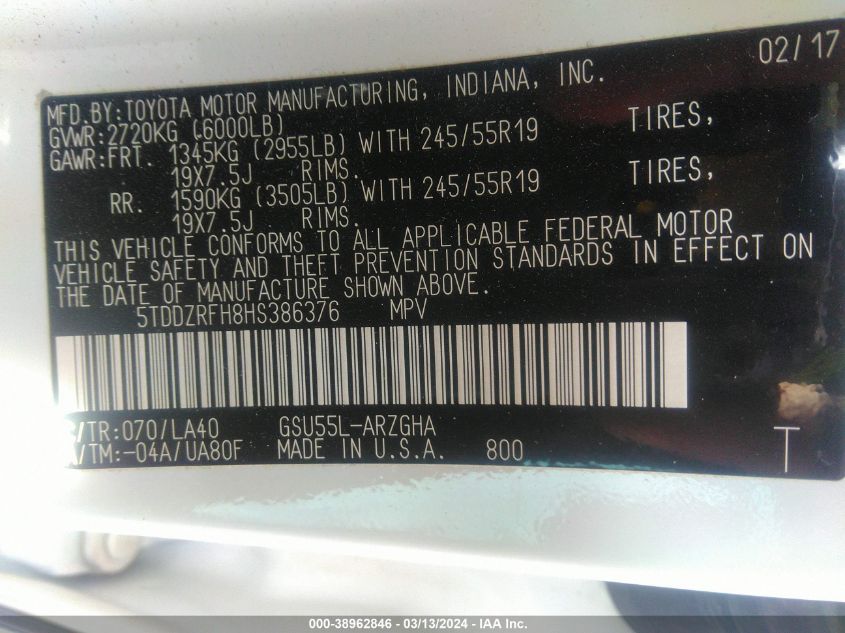 02/17
MFD.BY:TOYOTA MOTOR MANUFACTURING, INDIANA, INC.
GVWR:2720KG (6000LB)
GAWR:FRT. 1345KG (2955LB) WITH 245/55R19 TIRES,
19X7.5J RIMS.
RR. 1590KG (3505LB) WITH 245/55R19 TIRES,
19X7.5J RIMS.
THIS VEHICLE CONFORMS TO ALL APPLICABLE FEDERAL MOTOR
VEHICLE SAFETY AND THEFT PREVENTION STANDARDS IN EFFECT ON
THE DATE OF MANUFACTURE SHOWN ABOVE.
5TDDZRFH8HS386376 MPV
/TR:070/LA40 GSU55L-ARZGHA
/TM:-04A/UA80F MADE IN U.S.A. 800 T
000-38962846 - 03/13/2024 - IAA Inc.